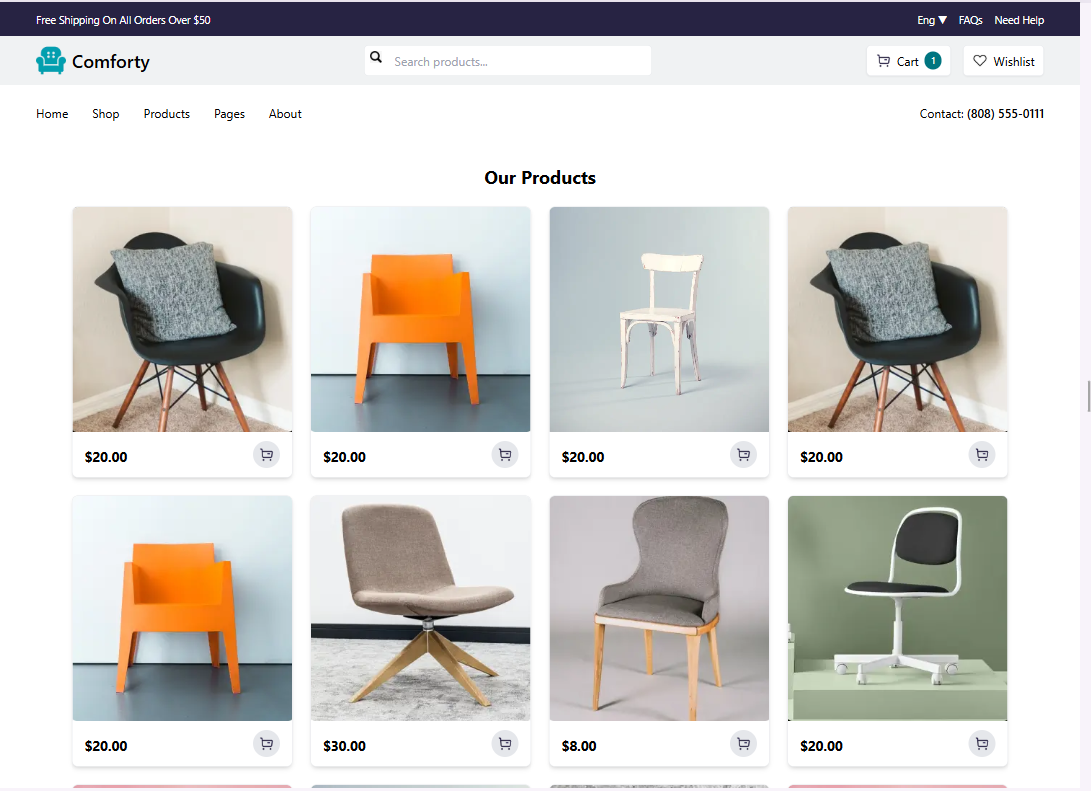 Free Shipping On All Orders Over $50
Eng ▼ FAQs Need Help
Comforty
Search products...
Cart 1
Wishlist
Home Shop Products Pages About
Contact: (808) 555-0111
Our Products
$20.00 $20.00 $20.00 $20.00
$20.00 $30.00 $8.00 $20.00